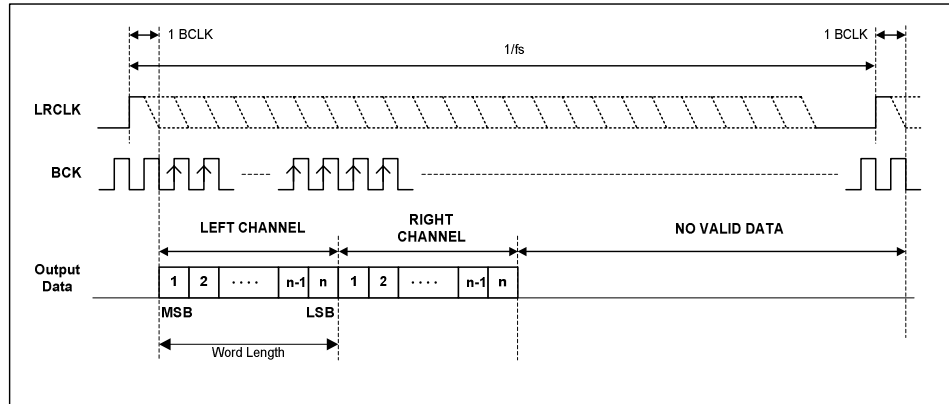 1 BCLK
1 BCLK
1/fs
LRCLK
BCK
LEFT CHANNEL
RIGHT
CHANNEL
NO VALID DATA
Output
Data
1 2 .... n-1 n 1 2 .... n-1 n
MSB LSB
Word Length